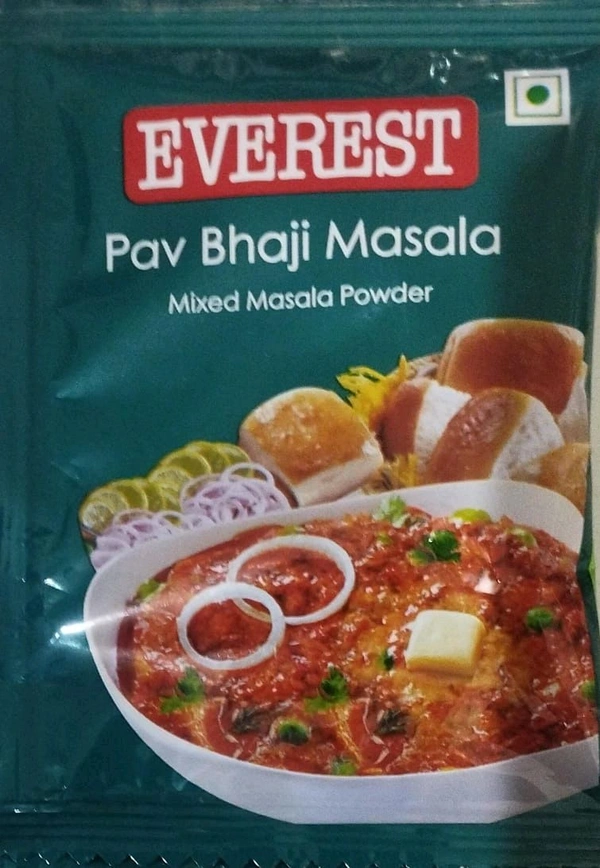 EVEREST
Pav Bhaji Masala
Mixed Masala Powder